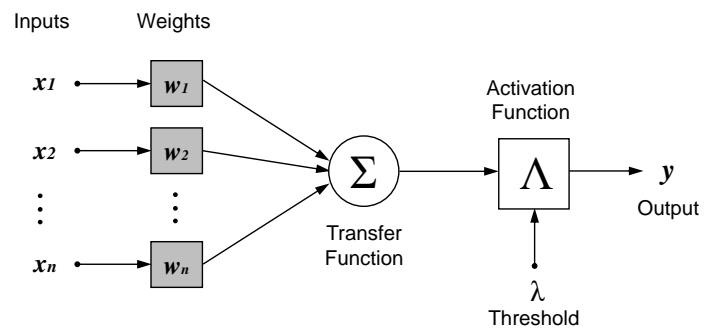 Inputs Weights
x1 w1
x2 w2
xn wn
Σ
Transfer
Function
Activation
Function
Λ
y
Output
λ
Threshold